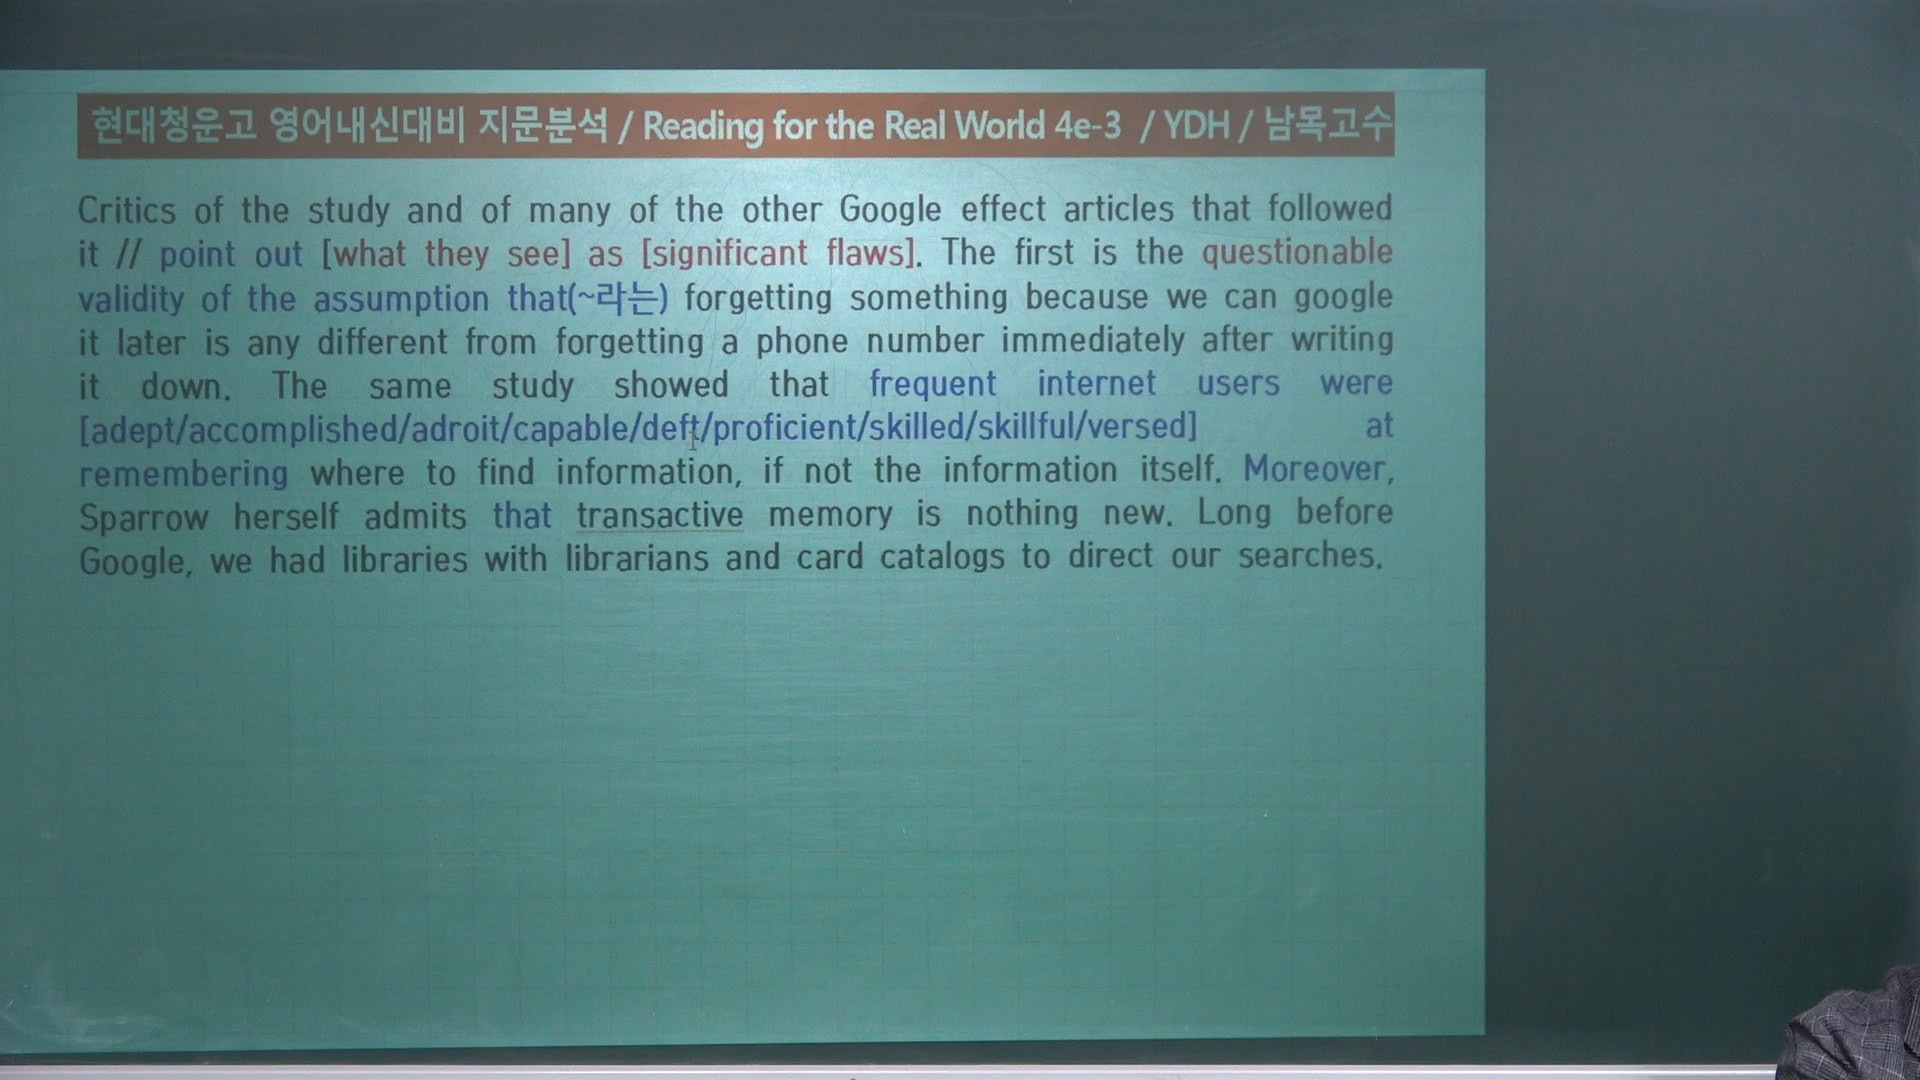 현대청운고 영어내신대비 지문분석 / Reading for the Real World 4e-3 / YDH / 남목고수
Critics of the study and of many of the other Google effect articles that followed
it // point out [what they see] as [significant flaws]. The first is the questionable
validity of the assumption that(~라는) forgetting something because we can google
it later is any different from forgetting a phone number immediately after writing
it down. The same study showed that frequent internet users were
[adept/accomplished/adroit/capable/deft/proficient/skilled/skillful/versed] at
remembering where to find information, if not the information itself. Moreover,
Sparrow herself admits that transactive memory is nothing new. Long before
Google, we had libraries with librarians and card catalogs to direct our searches.